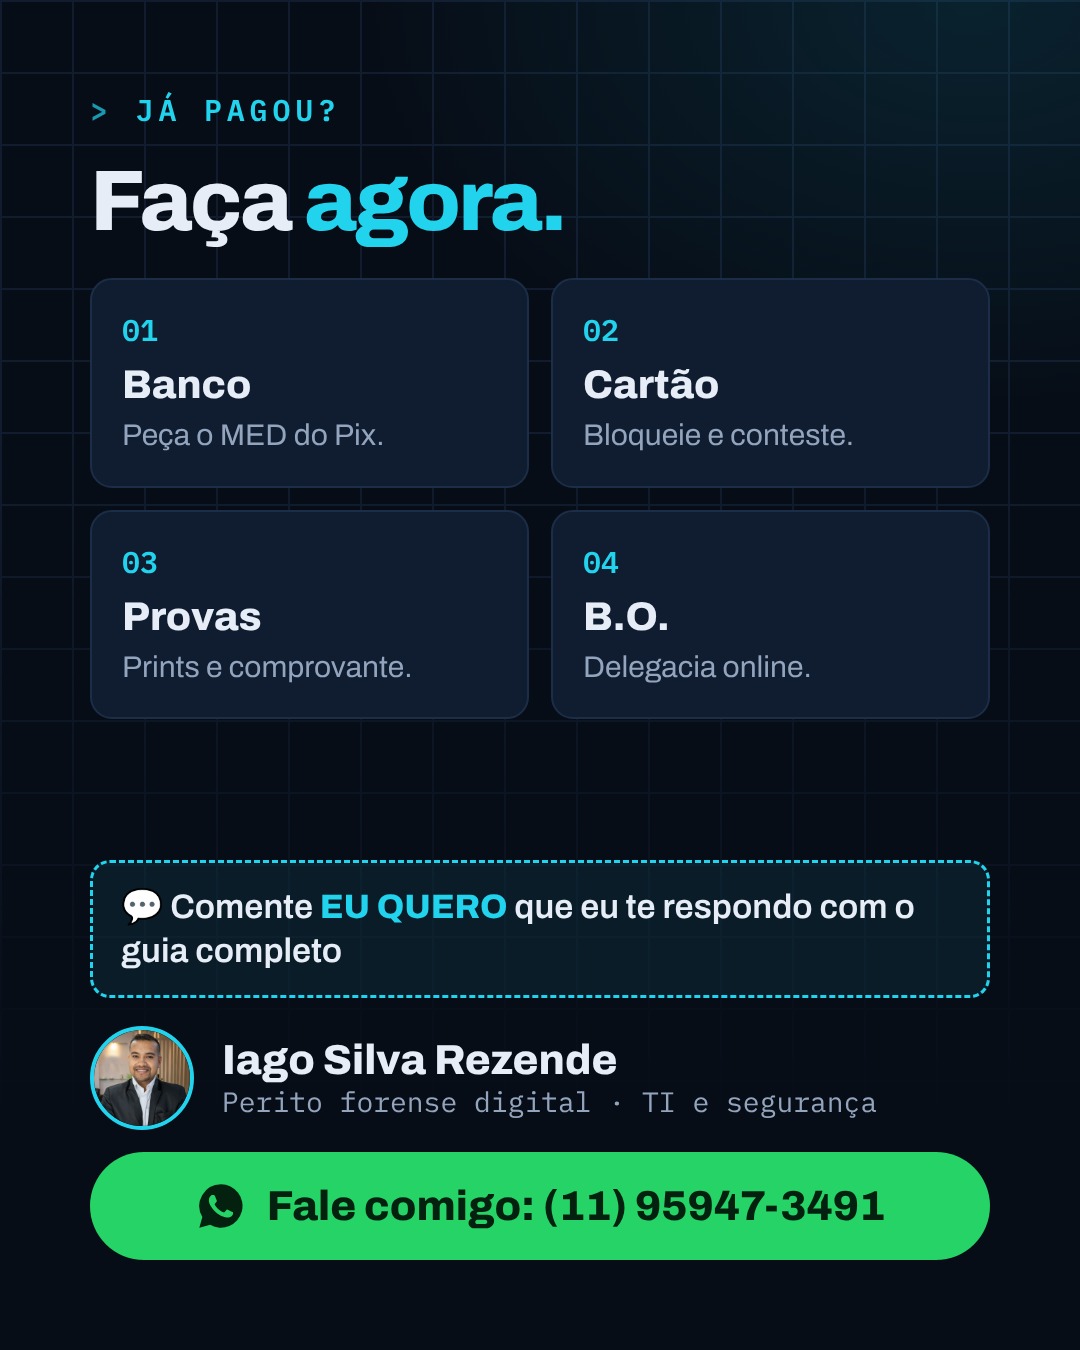 > JÁ PAGOU?
Faça agora.
01
Banco
Peça o MED do Pix.
02
Cartão
Bloqueie e conteste.
03
Provas
Prints e comprovante.
04
B.O.
Delegacia online.
💬 Comente EU QUERO que eu te respondo com o
guia completo
Iago Silva Rezende
Perito forense digital · TI e segurança
Fale comigo: (11) 95947-3491